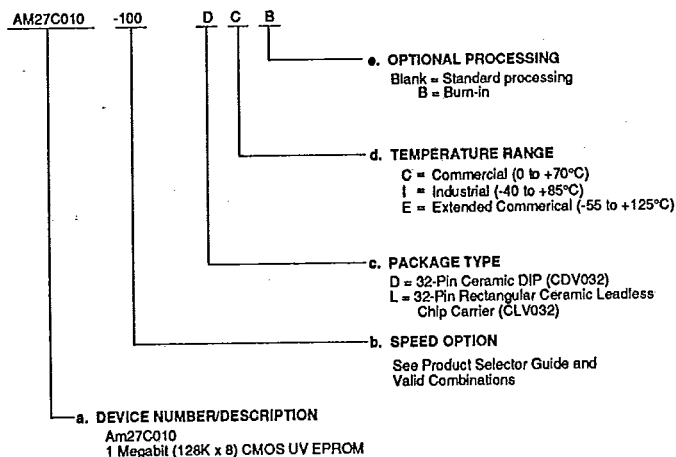 AM27C010 -100 D C B
e. OPTIONAL PROCESSING
Blank = Standard processing
B = Burn-in
d. TEMPERATURE RANGE
C = Commercial (0 to +70°C)
I = Industrial (-40 to +85°C)
E = Extended Commerical (-55 to +125°C)
c. PACKAGE TYPE
D = 32-Pin Ceramic DIP (CDV032)
L = 32-Pin Rectangular Ceramic Leadless
Chip Carrier (CLV032)
b. SPEED OPTION
See Product Selector Guide and
Valid Combinations
a. DEVICE NUMBER/DESCRIPTION
Am27C010
1 Megabit (128K x 8) CMOS UV EPROM